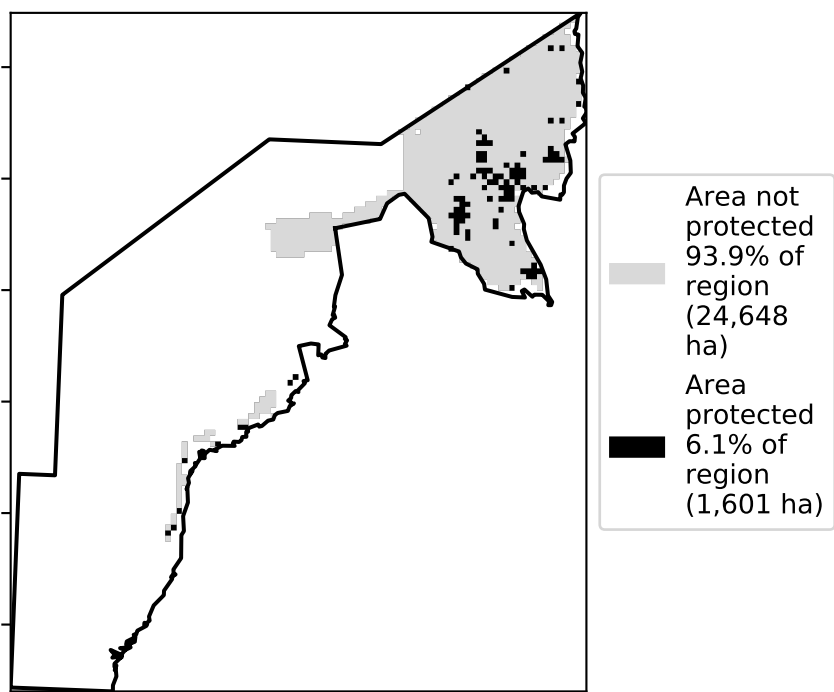 Area not
protected
93.9% of
region
(24,648
ha)
Area
protected
6.1% of
region
(1,601 ha)